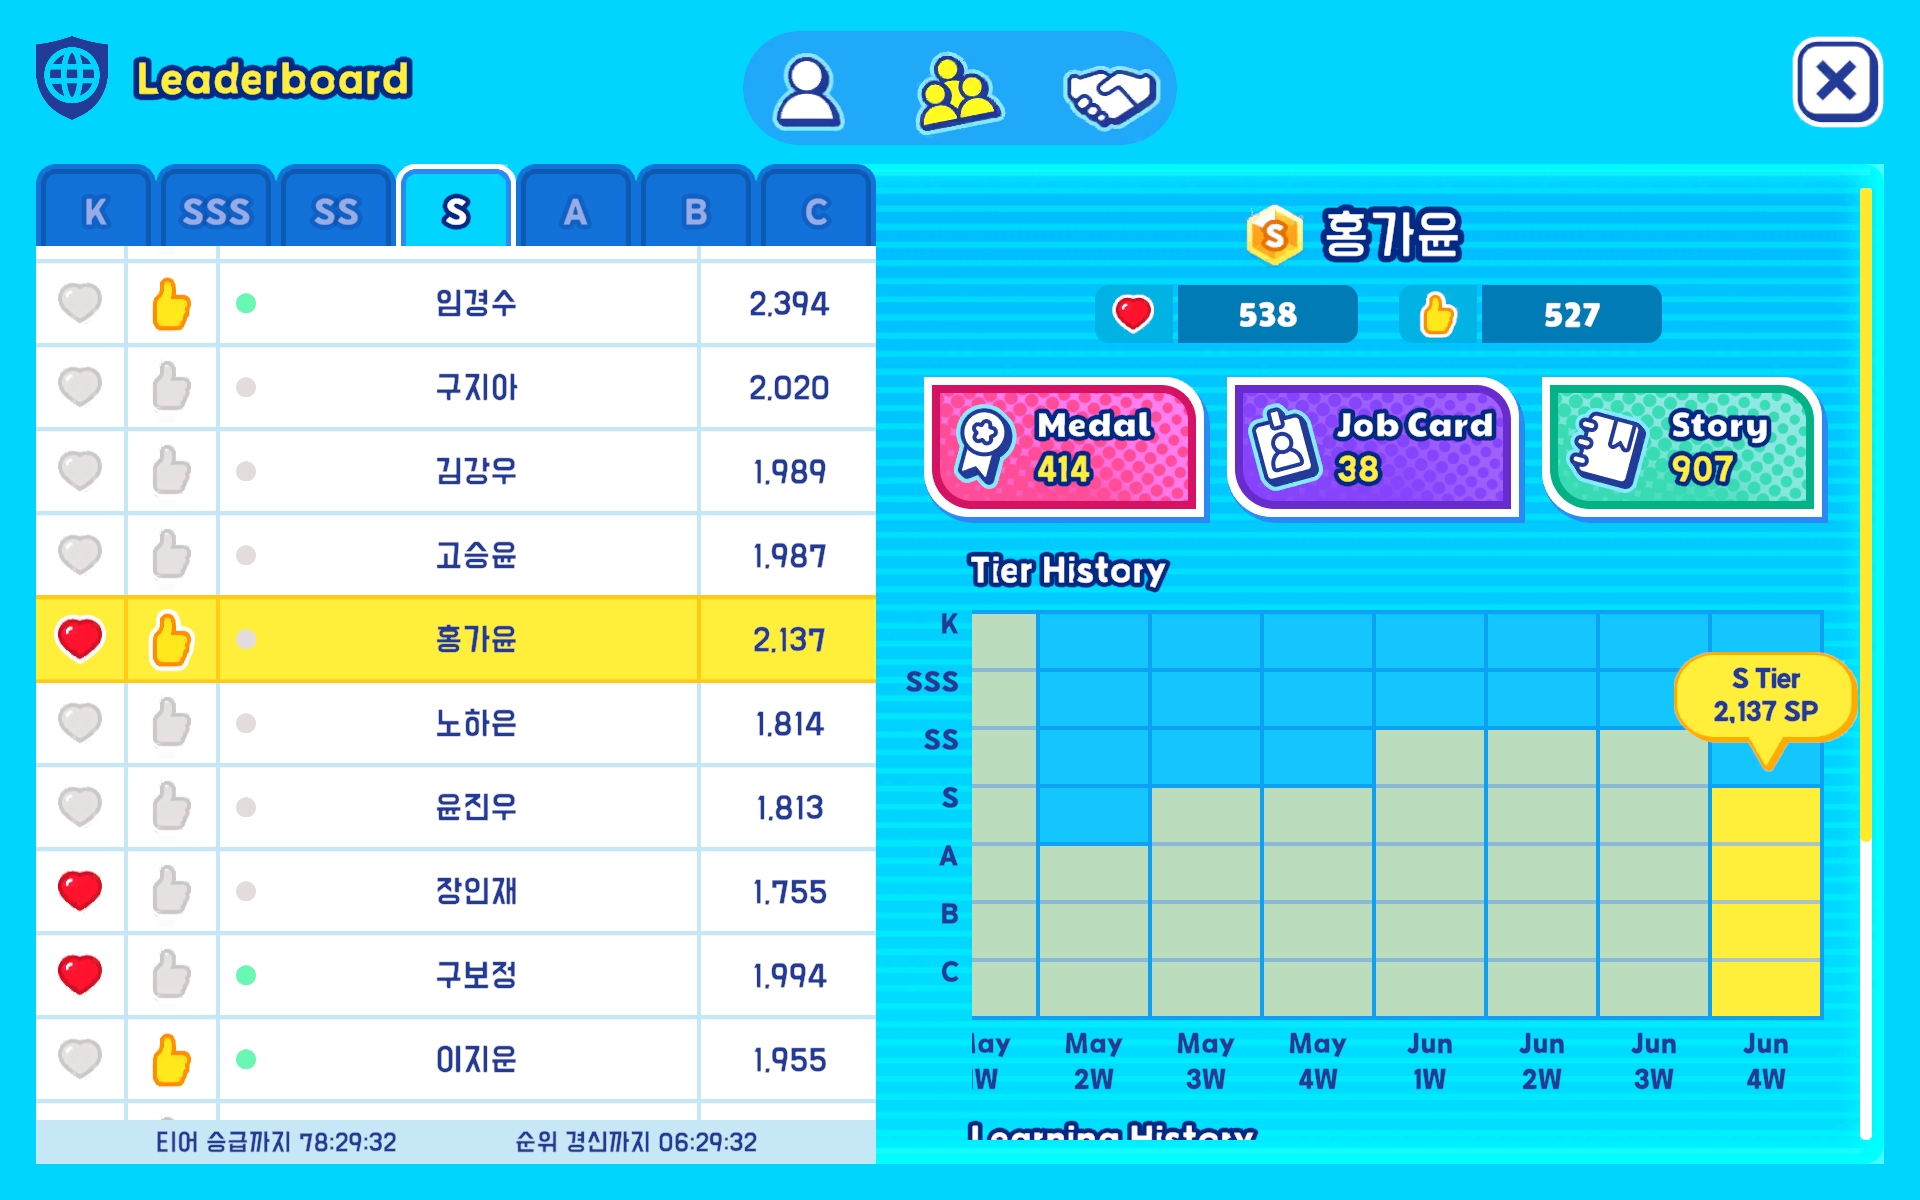 Leaderboard
K SSS SS S A B C
임경수 2,394
구지아 2,020
김강우 1,989
고승윤 1,987
홍가윤 2,137
노하은 1,814
윤진우 1,813
장인재 1,755
구보정 1,994
이지운 1,955
티어 승급까지 78:29:32 순위 경신까지 06:29:32
S 홍가윤
538 527
Medal
414
Job Card
38
Story
907
Tier History
K
SSS
SS
S
A
B
C
S Tier
2,137 SP
May May May Jun Jun Jun Jun
2W 3W 4W 1W 2W 3W 4W
Learning History